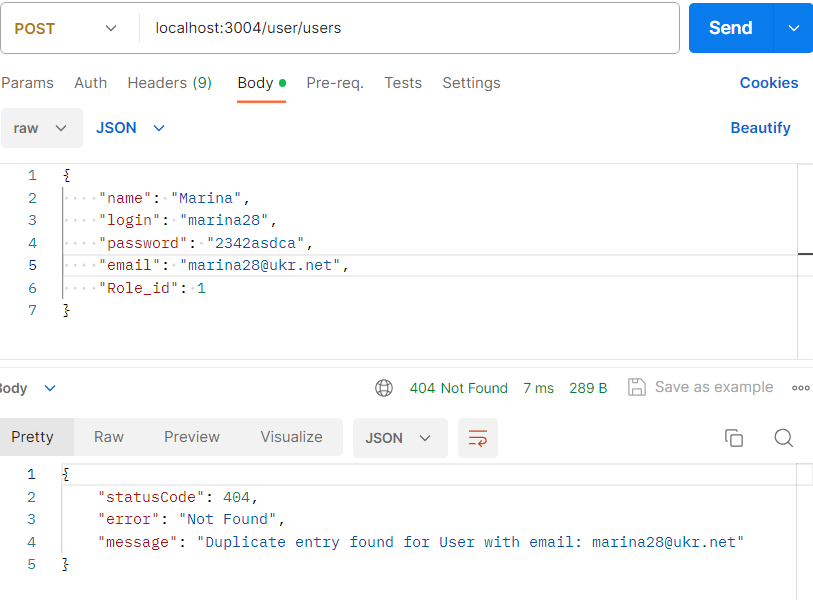 POST localhost:3004/user/users Send
Params Auth Headers (9) Body Pre-req. Tests Settings Cookies
raw JSON Beautify
1 {
2 "name": "Marina",
3 "login": "marina28",
4 "password": "2342asdca",
5 "email": "marina28@ukr.net",
6 "Role_id": 1
7 }
Body 404 Not Found 7 ms 289 B Save as example
Pretty Raw Preview Visualize JSON
1 {
2 "statusCode": 404,
3 "error": "Not Found",
4 "message": "Duplicate entry found for User with email: marina28@ukr.net"
5 }